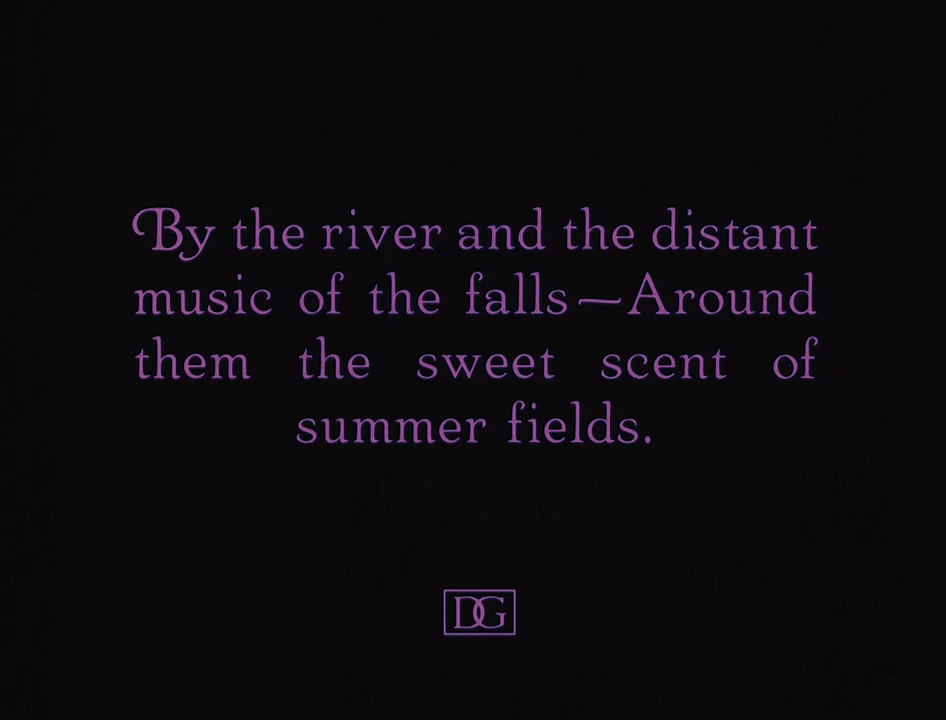 By the river and the distant
music of the falls—Around
them the sweet scent of
summer fields.
DG